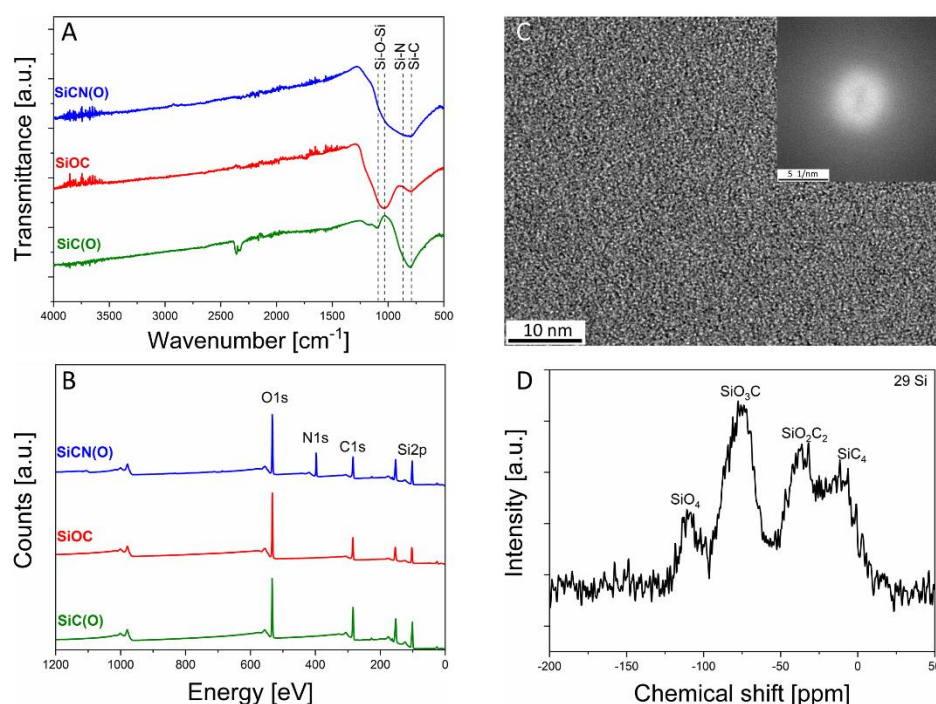 A
Si-O-Si
Si-N
Si-C
SiCN(O)
SiOC
SiC(O)
Transmittance [a.u.]
4000 3500 3000 2500 2000 1500 1000 500
Wavenumber [cm⁻¹]
C
5 1/nm
10 nm
B
O1s
N1s
C1s
Si2p
SiCN(O)
SiOC
SiC(O)
Counts [a.u.]
1200 1000 800 600 400 200 0
Energy [eV]
D
29 Si
SiO₃C
SiO₂C₂
SiC₄
SiO₄
Intensity [a.u.]
-200 -150 -100 -50 0 50
Chemical shift [ppm]